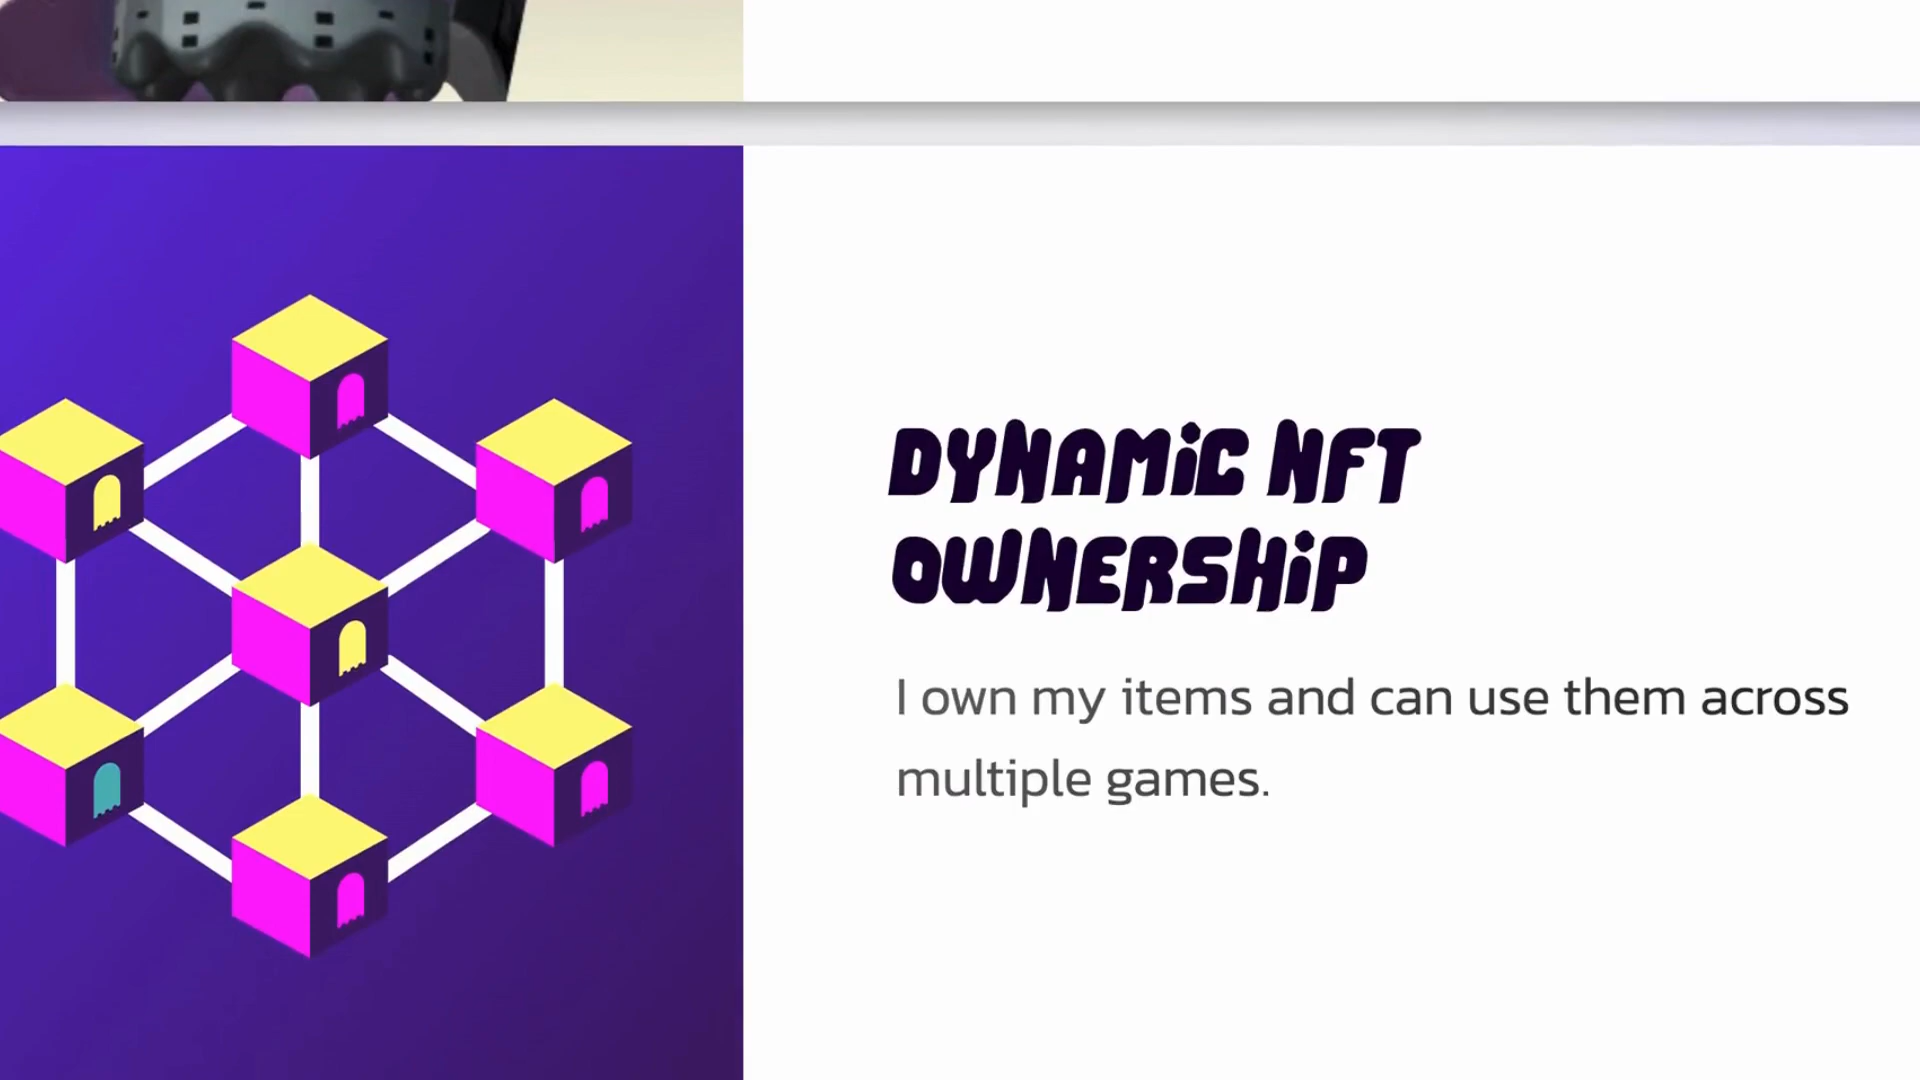 DYNAMiC NFT
OWNERSHiP
I own my items and can use them across
multiple games.